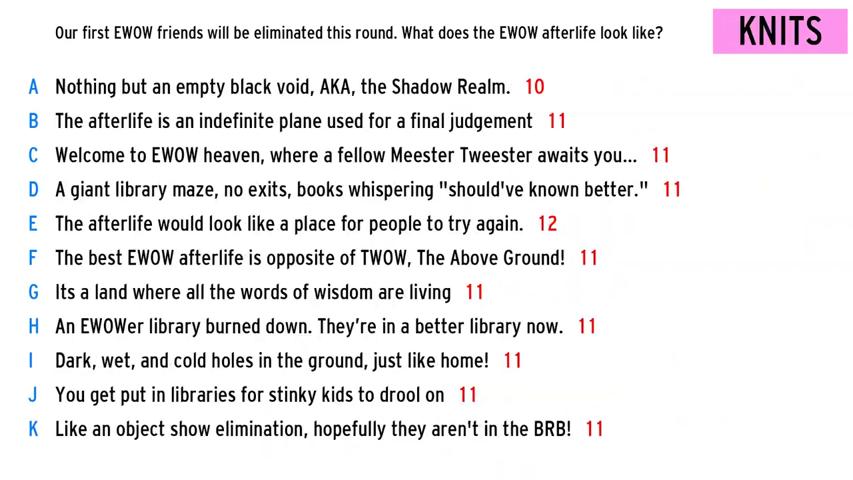 Our first EWOW friends will be eliminated this round. What does the EWOW afterlife look like?
KNITS
A Nothing but an empty black void, AKA, the Shadow Realm. 10
B The afterlife is an indefinite plane used for a final judgement 11
C Welcome to EWOW heaven, where a fellow Meester Tweester awaits you... 11
D A giant library maze, no exits, books whispering "should've known better." 11
E The afterlife would look like a place for people to try again. 12
F The best EWOW afterlife is opposite of TWOW, The Above Ground! 11
G Its a land where all the words of wisdom are living 11
H An EWOWer library burned down. They’re in a better library now. 11
I Dark, wet, and cold holes in the ground, just like home! 11
J You get put in libraries for stinky kids to drool on 11
K Like an object show elimination, hopefully they aren't in the BRB! 11